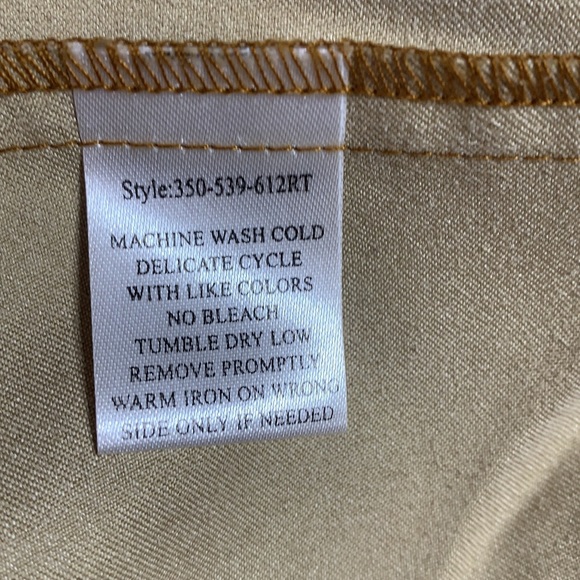 Style:350-539-612RT
MACHINE WASH COLD
DELICATE CYCLE
WITH LIKE COLORS
NO BLEACH
TUMBLE DRY LOW
REMOVE PROMPTLY
WARM IRON ON WRONG
SIDE ONLY IF NEEDED